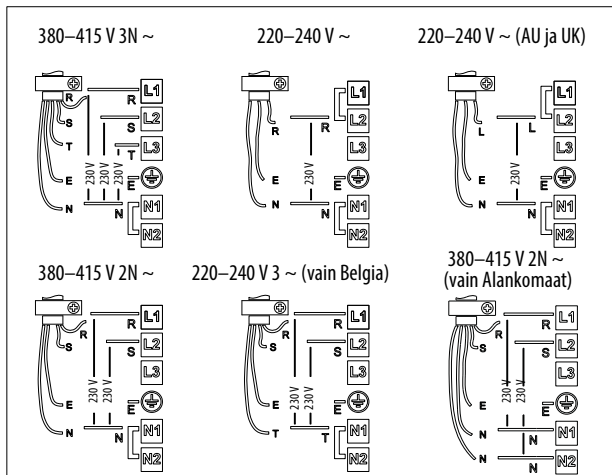 380–415 V 3N ~
R
S
T
E
N
230 V
230 V
230 V
R
S
T
E
N
L1
L2
L3
N1
N2
220–240 V ~
R
E
N
230 V
R
E
N
L1
L2
L3
N1
N2
220–240 V ~ (AU ja UK)
L
E
N
230 V
L
E
N
L1
L2
L3
N1
N2
380–415 V 2N ~
R
S
E
N
230 V
230 V
R
S
E
N
L1
L2
L3
N1
N2
220–240 V 3 ~ (vain Belgia)
R
S
E
T
230 V
230 V
R
S
E
T
L1
L2
L3
N1
N2
380–415 V 2N ~
(vain Alankomaat)
R
S
E
N
N
230 V
230 V
R
S
E
N
N
L1
L2
L3
N1
N2